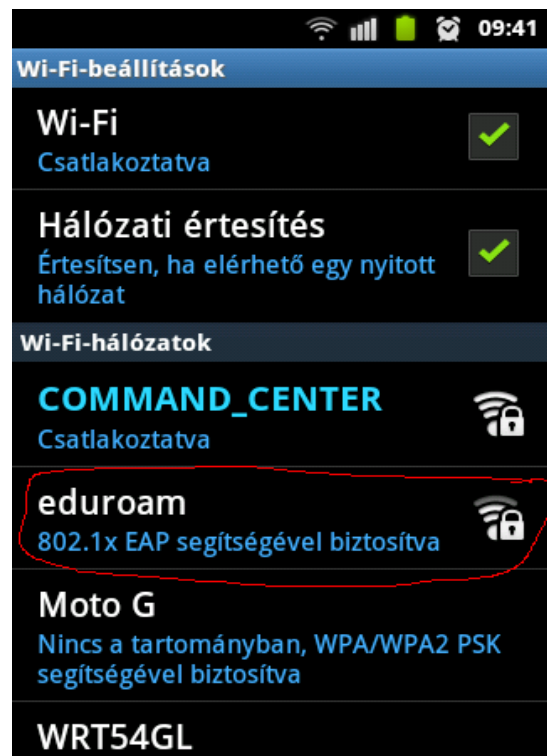 09:41
Wi-Fi-beállítások
Wi-Fi
Csatlakoztatva
Hálózati értesítés
Értesítsen, ha elérhető egy nyitott
hálózat
Wi-Fi-hálózatok
COMMAND_CENTER
Csatlakoztatva
eduroam
802.1x EAP segítségével biztosítva
Moto G
Nincs a tartományban, WPA/WPA2 PSK
segítségével biztosítva
WRT54GL